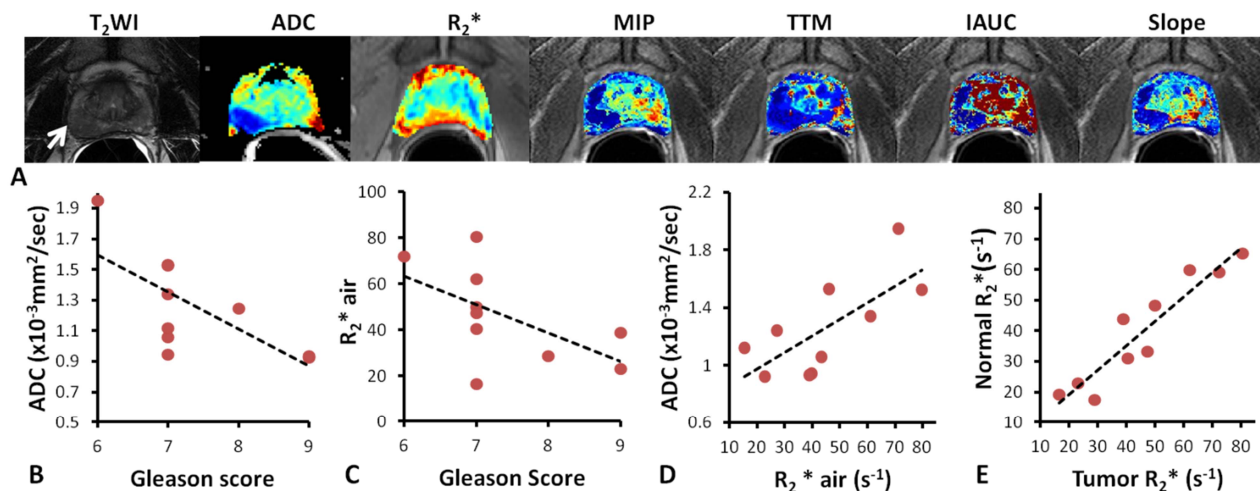 T₂WI ADC R₂* MIP TTM IAUC Slope
A
ADC (x10⁻³mm²/sec)
1.9
1.7
1.5
1.3
1.1
0.9
0.7
0.5
6 7 8 9
B Gleason score
R₂* air
100
80
60
40
20
0
6 7 8 9
C Gleason Score
ADC (x10⁻³mm²/sec)
2.2
1.8
1.4
1
0.6
10 20 30 40 50 60 70 80 90
D R₂* air (s⁻¹)
Normal R₂* (s⁻¹)
80
70
60
50
40
30
20
10
10 20 30 40 50 60 70 80
E Tumor R₂* (s⁻¹)